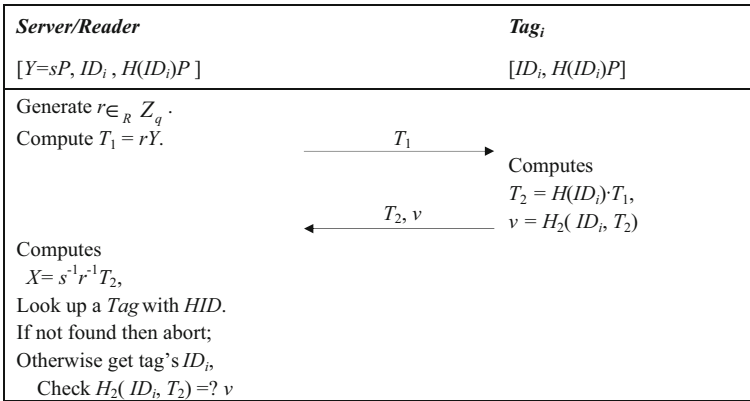 Server/Reader Tagᵢ
[Y=sP, IDᵢ , H(IDᵢ)P ] [IDᵢ, H(IDᵢ)P]
Generate r∈ R Zq .
Compute T₁ = rY.
T₁
Computes
T₂ = H(IDᵢ)·T₁,
T₂, v
v = H₂( IDᵢ, T₂)
Computes
X= s⁻¹r⁻¹T₂,
Look up a Tag with HID.
If not found then abort;
Otherwise get tag's IDᵢ,
Check H₂( IDᵢ, T₂) =? v